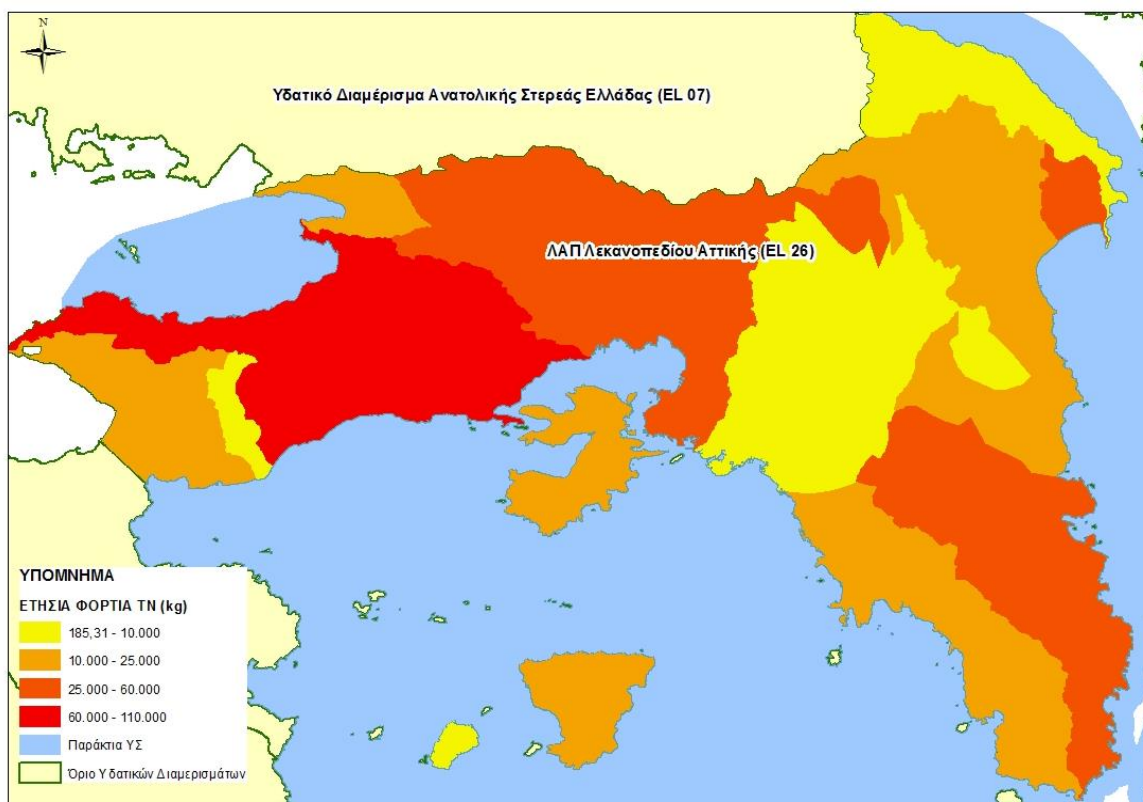 N
Υδατικό Διαμέρισμα Ανατολικής Στερεάς Ελλάδας (EL 07)
ΛΑΠ Λεκανοπεδίου Αττικής (EL 26)
ΥΠΟΜΝΗΜΑ
ΕΤΗΣΙΑ ΦΟΡΤΙΑ TN (kg)
185,31 - 10.000
10.000 - 25.000
25.000 - 60.000
60.000 - 110.000
Παράκτια ΥΣ
Όριο Υδατικών Διαμερισμάτων